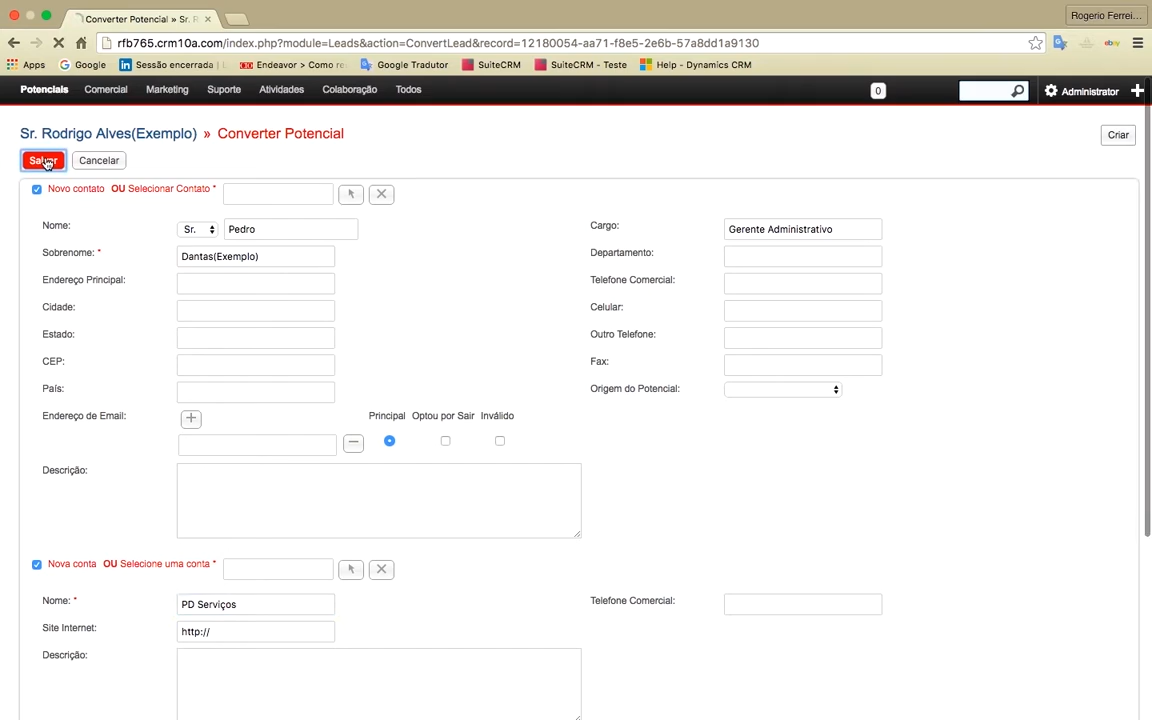 Converter Potencial » Sr. R
Rogerio Ferrei...
rfb765.crm10a.com/index.php?module=Leads&action=ConvertLead&record=12180054-aa71-f8e5-2e6b-57a8dd1a9130
Apps Google Sessão encerrada | Endeavor > Como Google Tradutor SuiteCRM SuiteCRM - Teste Help - Dynamics CRM
Potenciais Comercial Marketing Suporte Atividades Colaboração Todos 0 Administrator
Sr. Rodrigo Alves(Exemplo) » Converter Potencial
Criar
Salvar Cancelar
Novo contato OU Selecionar Contato *
Nome: Sr. Pedro Cargo: Gerente Administrativo
Sobrenome: * Dantas(Exemplo) Departamento:
Endereço Principal: Telefone Comercial:
Cidade: Celular:
Estado: Outro Telefone:
CEP: Fax:
País: Origem do Potencial:
Endereço de Email: Principal Optou por Sair Inválido
Descrição:
Nova conta OU Selecione uma conta *
Nome: * PD Serviços Telefone Comercial:
Site Internet: http://
Descrição: